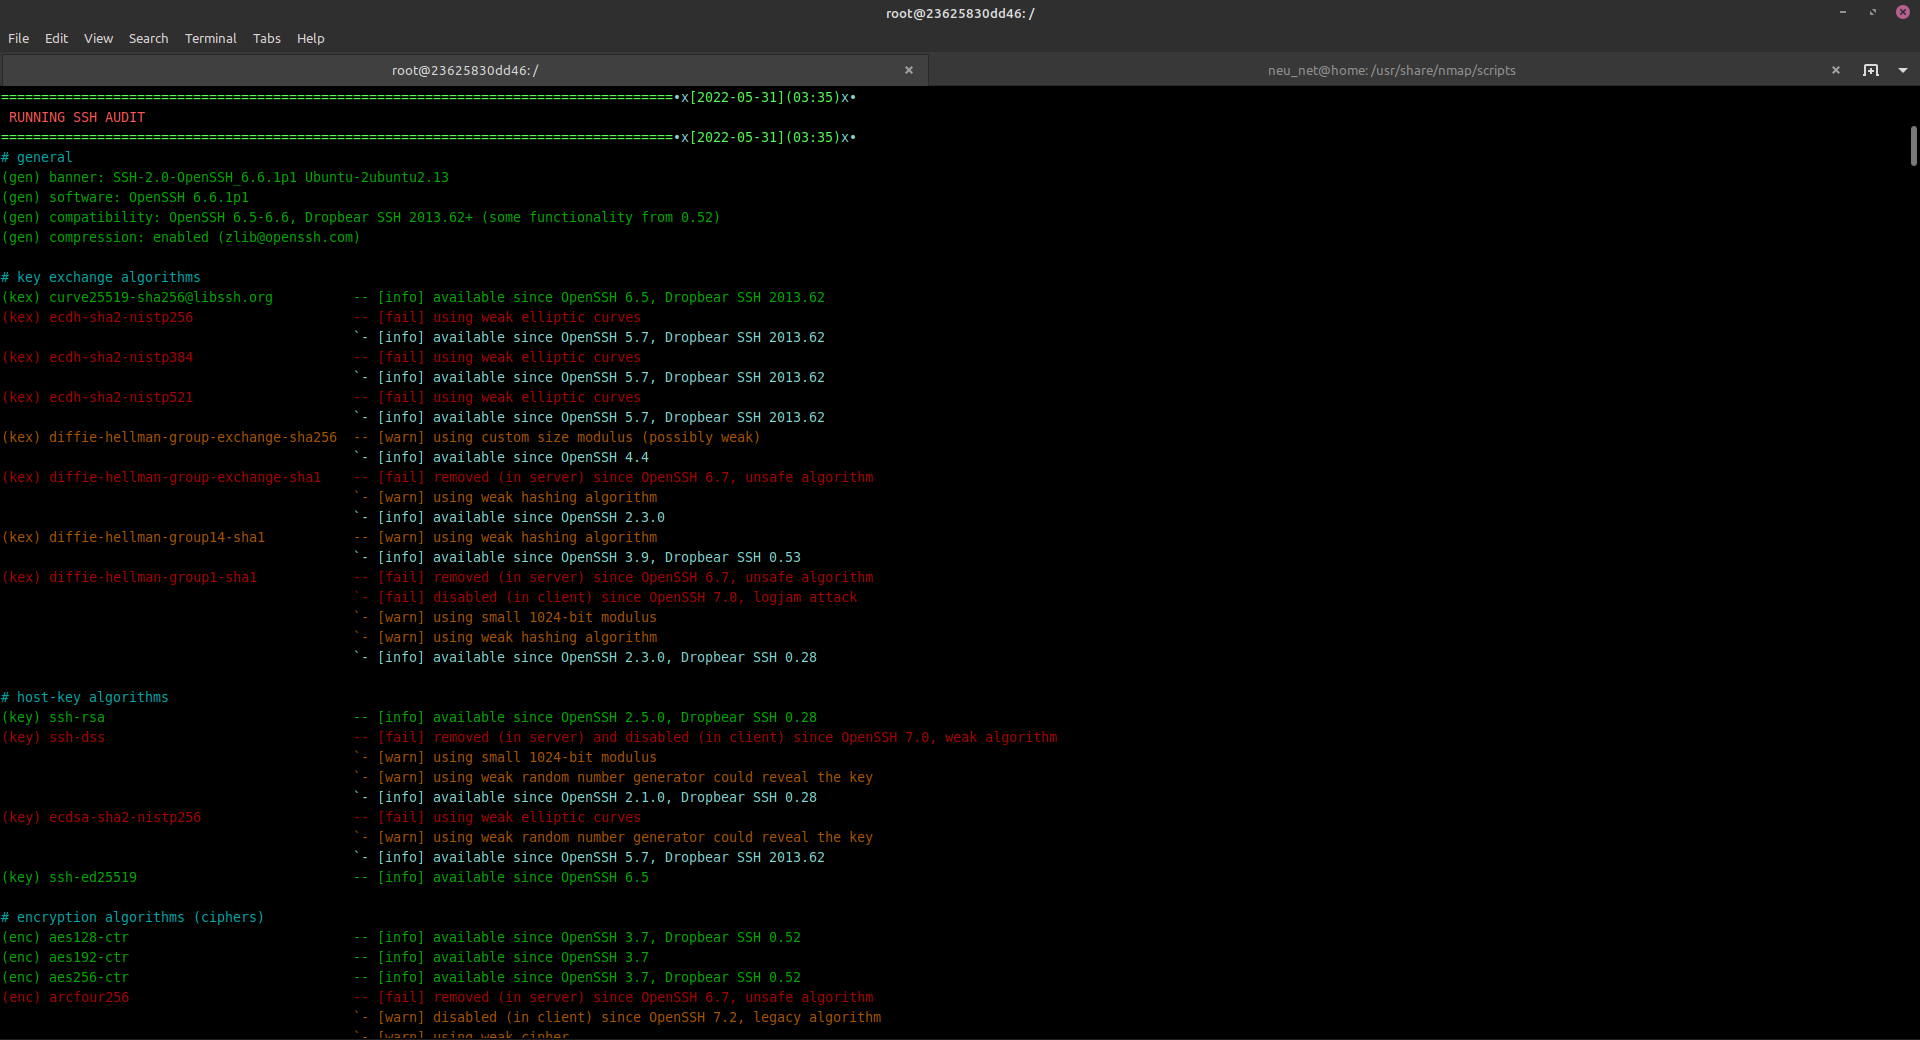 root@23625830dd46: /
File Edit View Search Terminal Tabs Help
root@23625830dd46: / × neu_net@home: /usr/share/nmap/scripts ×
====================================================================================•x[2022-05-31](03:35)x•
RUNNING SSH AUDIT
====================================================================================•x[2022-05-31](03:35)x•
# general
(gen) banner: SSH-2.0-OpenSSH_6.6.1p1 Ubuntu-2ubuntu2.13
(gen) software: OpenSSH 6.6.1p1
(gen) compatibility: OpenSSH 6.5-6.6, Dropbear SSH 2013.62+ (some functionality from 0.52)
(gen) compression: enabled (zlib@openssh.com)
# key exchange algorithms
(kex) curve25519-sha256@libssh.org -- [info] available since OpenSSH 6.5, Dropbear SSH 2013.62
(kex) ecdh-sha2-nistp256 -- [fail] using weak elliptic curves
`- [info] available since OpenSSH 5.7, Dropbear SSH 2013.62
(kex) ecdh-sha2-nistp384 -- [fail] using weak elliptic curves
`- [info] available since OpenSSH 5.7, Dropbear SSH 2013.62
(kex) ecdh-sha2-nistp521 -- [fail] using weak elliptic curves
`- [info] available since OpenSSH 5.7, Dropbear SSH 2013.62
(kex) diffie-hellman-group-exchange-sha256 -- [warn] using custom size modulus (possibly weak)
`- [info] available since OpenSSH 4.4
(kex) diffie-hellman-group-exchange-sha1 -- [fail] removed (in server) since OpenSSH 6.7, unsafe algorithm
`- [warn] using weak hashing algorithm
`- [info] available since OpenSSH 2.3.0
(kex) diffie-hellman-group14-sha1 -- [warn] using weak hashing algorithm
`- [info] available since OpenSSH 3.9, Dropbear SSH 0.53
(kex) diffie-hellman-group1-sha1 -- [fail] removed (in server) since OpenSSH 6.7, unsafe algorithm
`- [fail] disabled (in client) since OpenSSH 7.0, logjam attack
`- [warn] using small 1024-bit modulus
`- [warn] using weak hashing algorithm
`- [info] available since OpenSSH 2.3.0, Dropbear SSH 0.28
# host-key algorithms
(key) ssh-rsa -- [info] available since OpenSSH 2.5.0, Dropbear SSH 0.28
(key) ssh-dss -- [fail] removed (in server) and disabled (in client) since OpenSSH 7.0, weak algorithm
`- [warn] using small 1024-bit modulus
`- [warn] using weak random number generator could reveal the key
`- [info] available since OpenSSH 2.1.0, Dropbear SSH 0.28
(key) ecdsa-sha2-nistp256 -- [fail] using weak elliptic curves
`- [warn] using weak random number generator could reveal the key
`- [info] available since OpenSSH 5.7, Dropbear SSH 2013.62
(key) ssh-ed25519 -- [info] available since OpenSSH 6.5
# encryption algorithms (ciphers)
(enc) aes128-ctr -- [info] available since OpenSSH 3.7, Dropbear SSH 0.52
(enc) aes192-ctr -- [info] available since OpenSSH 3.7
(enc) aes256-ctr -- [info] available since OpenSSH 3.7, Dropbear SSH 0.52
(enc) arcfour256 -- [fail] removed (in server) since OpenSSH 6.7, unsafe algorithm
`- [warn] disabled (in client) since OpenSSH 7.2, legacy algorithm
`- [warn] using weak cipher